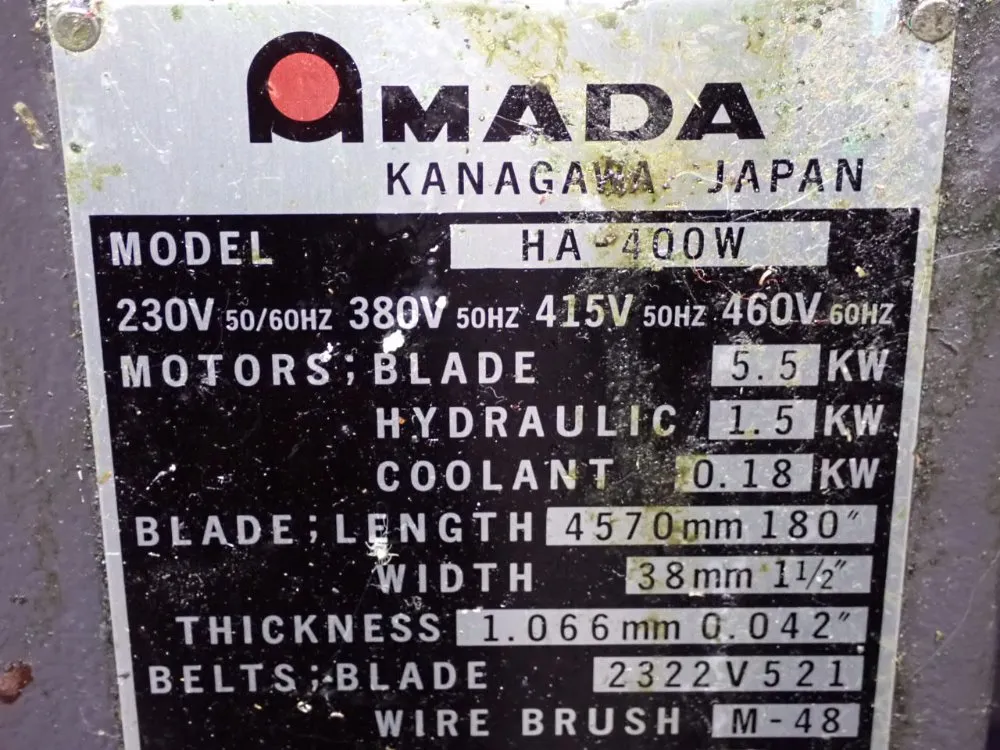 AMADA
KANAGAWA JAPAN
MODEL HA-400W
230V 50/60HZ 380V 50HZ 415V 50HZ 460V 60HZ
MOTORS; BLADE 5.5 KW
HYDRAULIC 1.5 KW
COOLANT 0.18 KW
BLADE; LENGTH 4570mm 180″
WIDTH 38mm 1½″
THICKNESS 1.066mm 0.042″
BELTS; BLADE 2322V521
WIRE BRUSH M-48